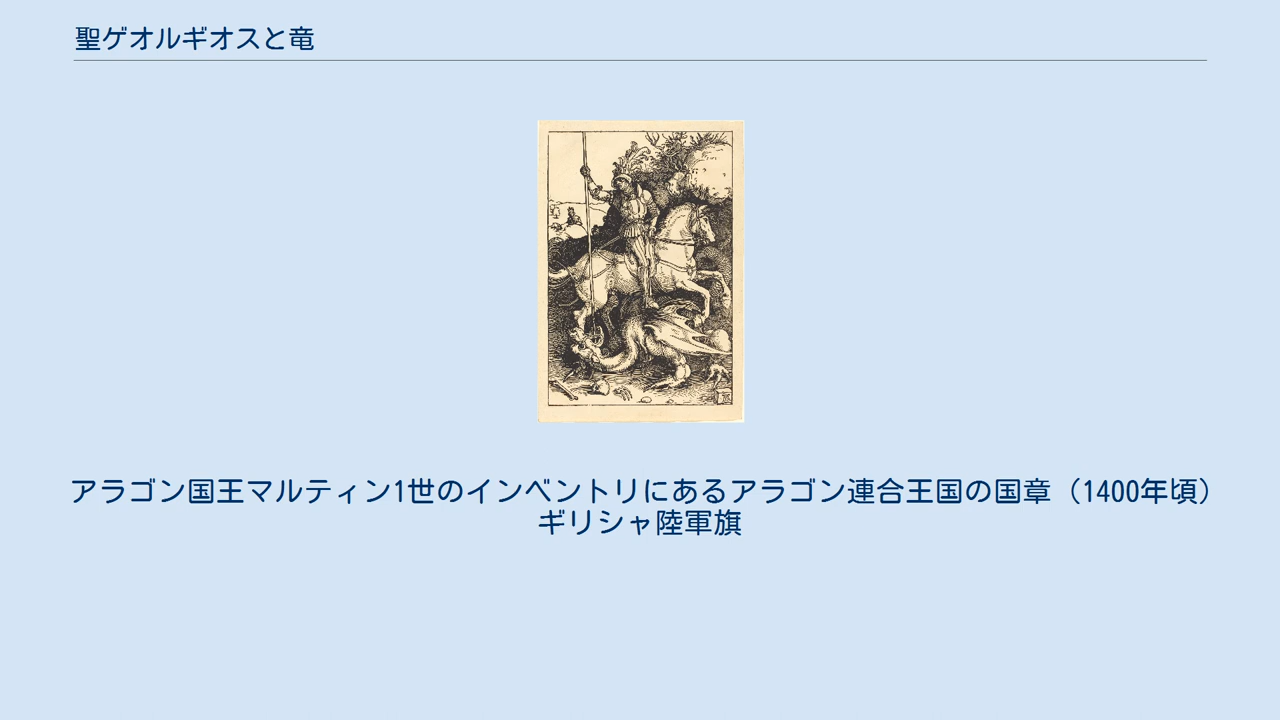 聖ゲオルギオスと竜
アラゴン国王マルティン1世のインベントリにあるアラゴン連合王国の国章（1400年頃）
ギリシャ陸軍旗